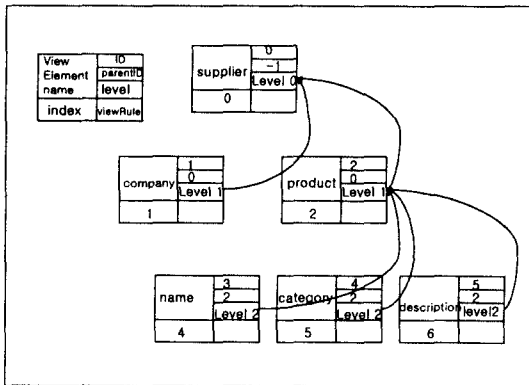 View Element name
ID
parentID
level
index
viewRule
supplier
0
-1
Level 0
0
company
1
0
Level 1
1
product
2
0
Level 1
2
name
3
2
Level 2
4
category
4
2
Level 2
5
description
5
2
level2
6